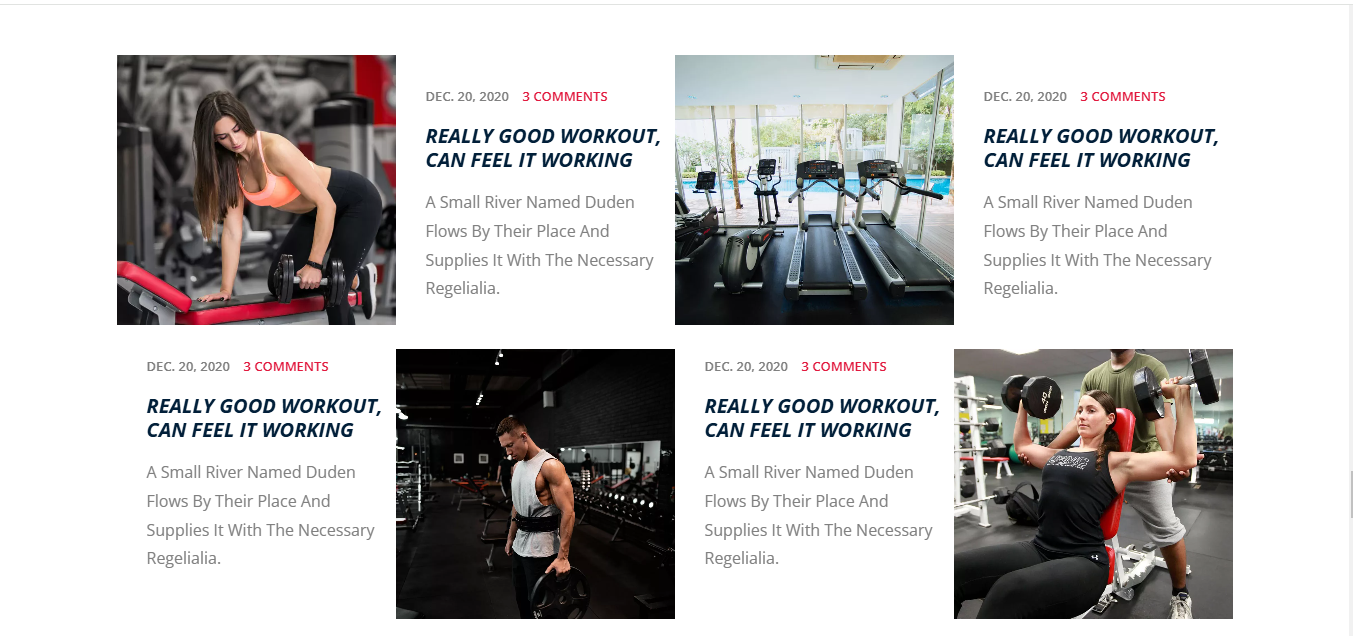 DEC. 20, 2020 3 COMMENTS
REALLY GOOD WORKOUT,
CAN FEEL IT WORKING
A Small River Named Duden
Flows By Their Place And
Supplies It With The Necessary
Regelialia.
DEC. 20, 2020 3 COMMENTS
REALLY GOOD WORKOUT,
CAN FEEL IT WORKING
A Small River Named Duden
Flows By Their Place And
Supplies It With The Necessary
Regelialia.
DEC. 20, 2020 3 COMMENTS
REALLY GOOD WORKOUT,
CAN FEEL IT WORKING
A Small River Named Duden
Flows By Their Place And
Supplies It With The Necessary
Regelialia.
DEC. 20, 2020 3 COMMENTS
REALLY GOOD WORKOUT,
CAN FEEL IT WORKING
A Small River Named Duden
Flows By Their Place And
Supplies It With The Necessary
Regelialia.